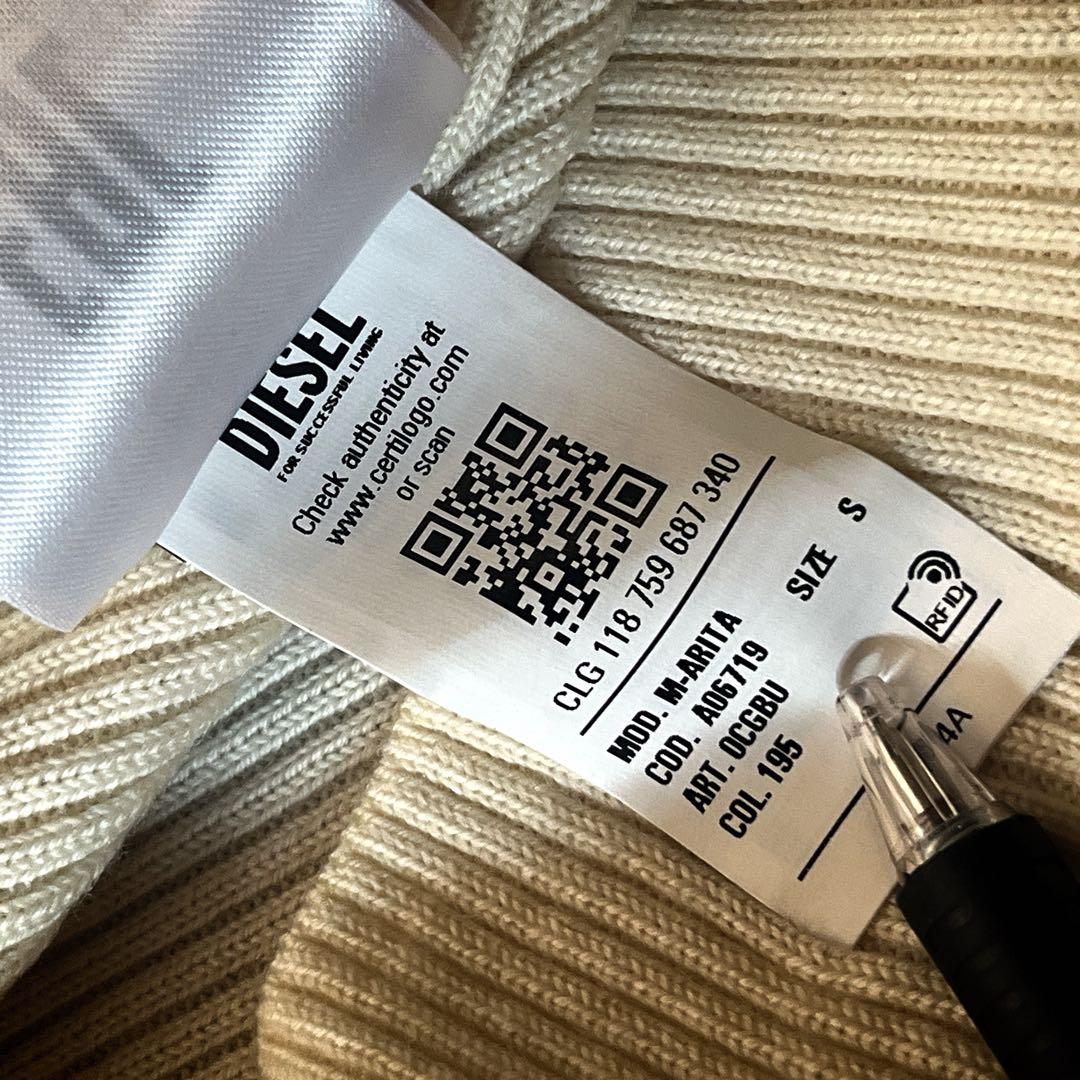 DIESEL
FOR SUCCESSFUL LIVING
Check authenticity at
www.certilogo.com
or scan
CLG 118 759 687 340
MOD. M-ARITA
COD. A06719
ART. 0CGBU
COL. 195
SIZE S
RFID
4A